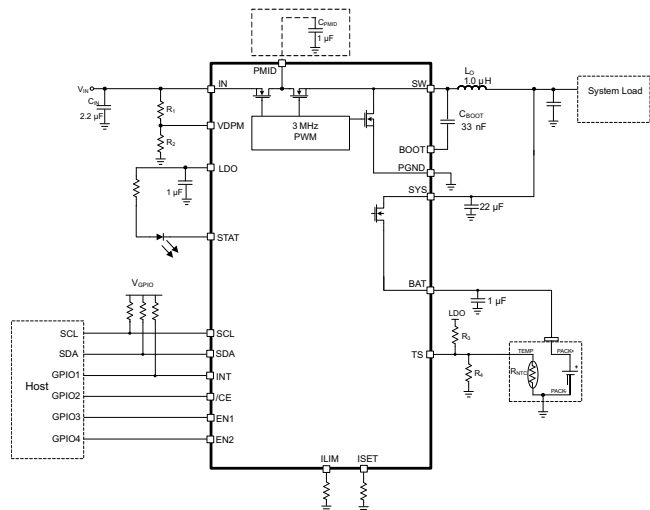 CPMID
1 µF
PMID
VIN
IN
SW
LO
1.0 µH
System Load
CIN
2.2 µF
R1
VDPM
R2
3 MHz
PWM
CBOOT
33 nF
BOOT
LDO
PGND
1 µF
SYS
22 µF
STAT
BAT
VGPIO
1 µF
LDO
R3
SCL
SCL
SDA
SDA
TS
TEMP
PACK+
GPIO1
INT
R4
RNTC
+
Host
GPIO2
/CE
PACK-
GPIO3
EN1
GPIO4
EN2
ILIM
ISET